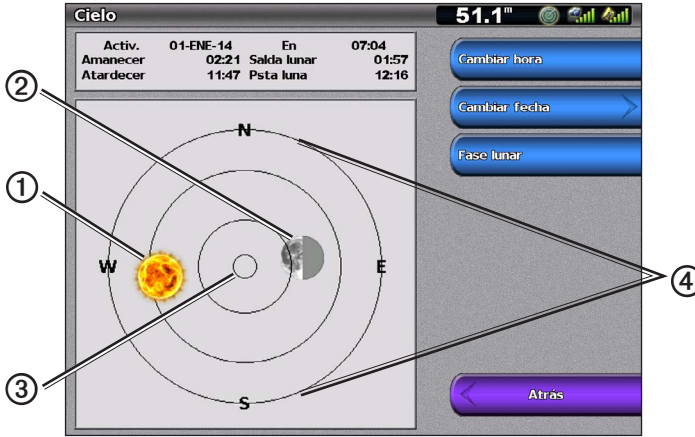 Cielo
51.1"
Activ. 01-ENE-14 En 07:04
Amanecer 02:21 Salda lunar 01:57
Atardecer 11:47 Psta luna 12:16
Cambiar hora
Cambiar fecha
Fase lunar
②
①
N
W
E
④
③
S
Atrás